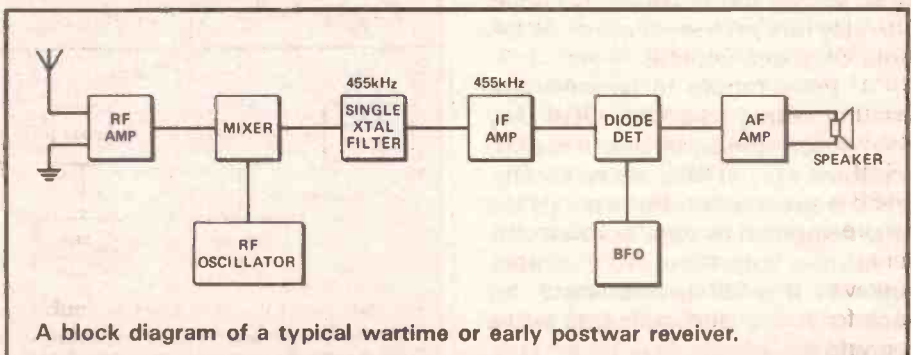 455kHz
455kHz
RF
AMP
MIXER
SINGLE
XTAL
FILTER
IF
AMP
DIODE
DET
AF
AMP
SPEAKER
RF
OSCILLATOR
BFO
A block diagram of a typical wartime or early postwar reveiver.